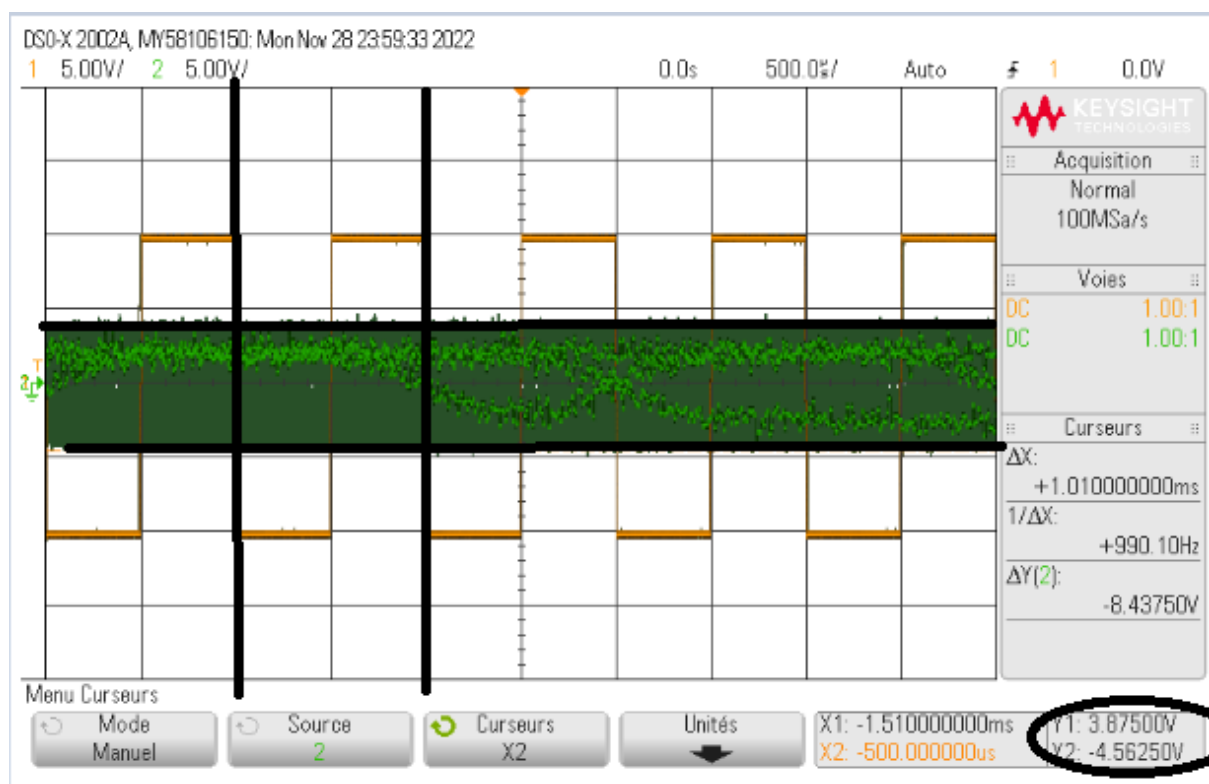 DSO-X 2002A, MY58106150: Mon Nov 28 23:59:33 2022
1 5.00V/ 2 5.00V/ 0.0s 500.0㎲/ Auto 1 0.0V
KEYSIGHT
TECHNOLOGIES
Acquisition
Normal
100MSa/s
Voies
DC 1.00:1
DC 1.00:1
Curseurs
ΔX:
+1.010000000ms
1/ΔX:
+990.10Hz
ΔY(2):
-8.43750V
T
2
Menu Curseurs
Mode
Manuel
Source
2
Curseurs
X2
Unités
X1: -1.510000000ms
X2: -500.000000us
Y1: 3.87500V
Y2: -4.56250V